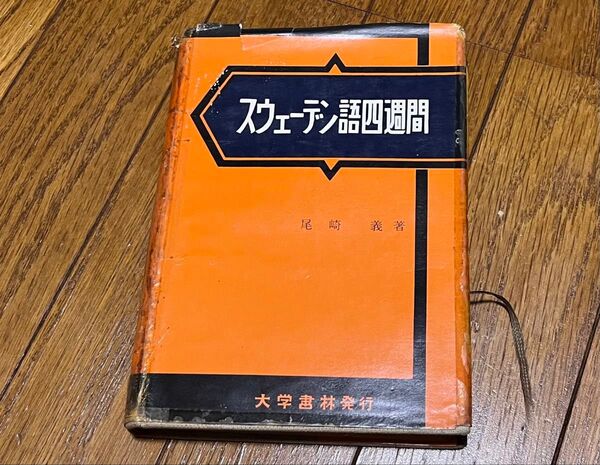 スウェーデン語四週間
尾崎 義著
大学書林発行